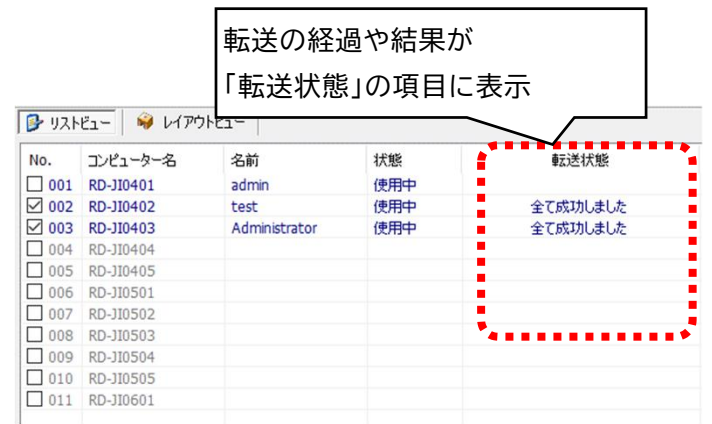 転送の経過や結果が
「転送状態」の項目に表示
リストビュー レイアウトビュー
No. コンピューター名 名前 状態 転送状態
001 RD-JI0401 admin 使用中
002 RD-JI0402 test 使用中 全て成功しました
003 RD-JI0403 Administrator 使用中 全て成功しました
004 RD-JI0404
005 RD-JI0405
006 RD-JI0501
007 RD-JI0502
008 RD-JI0503
009 RD-JI0504
010 RD-JI0505
011 RD-JI0601